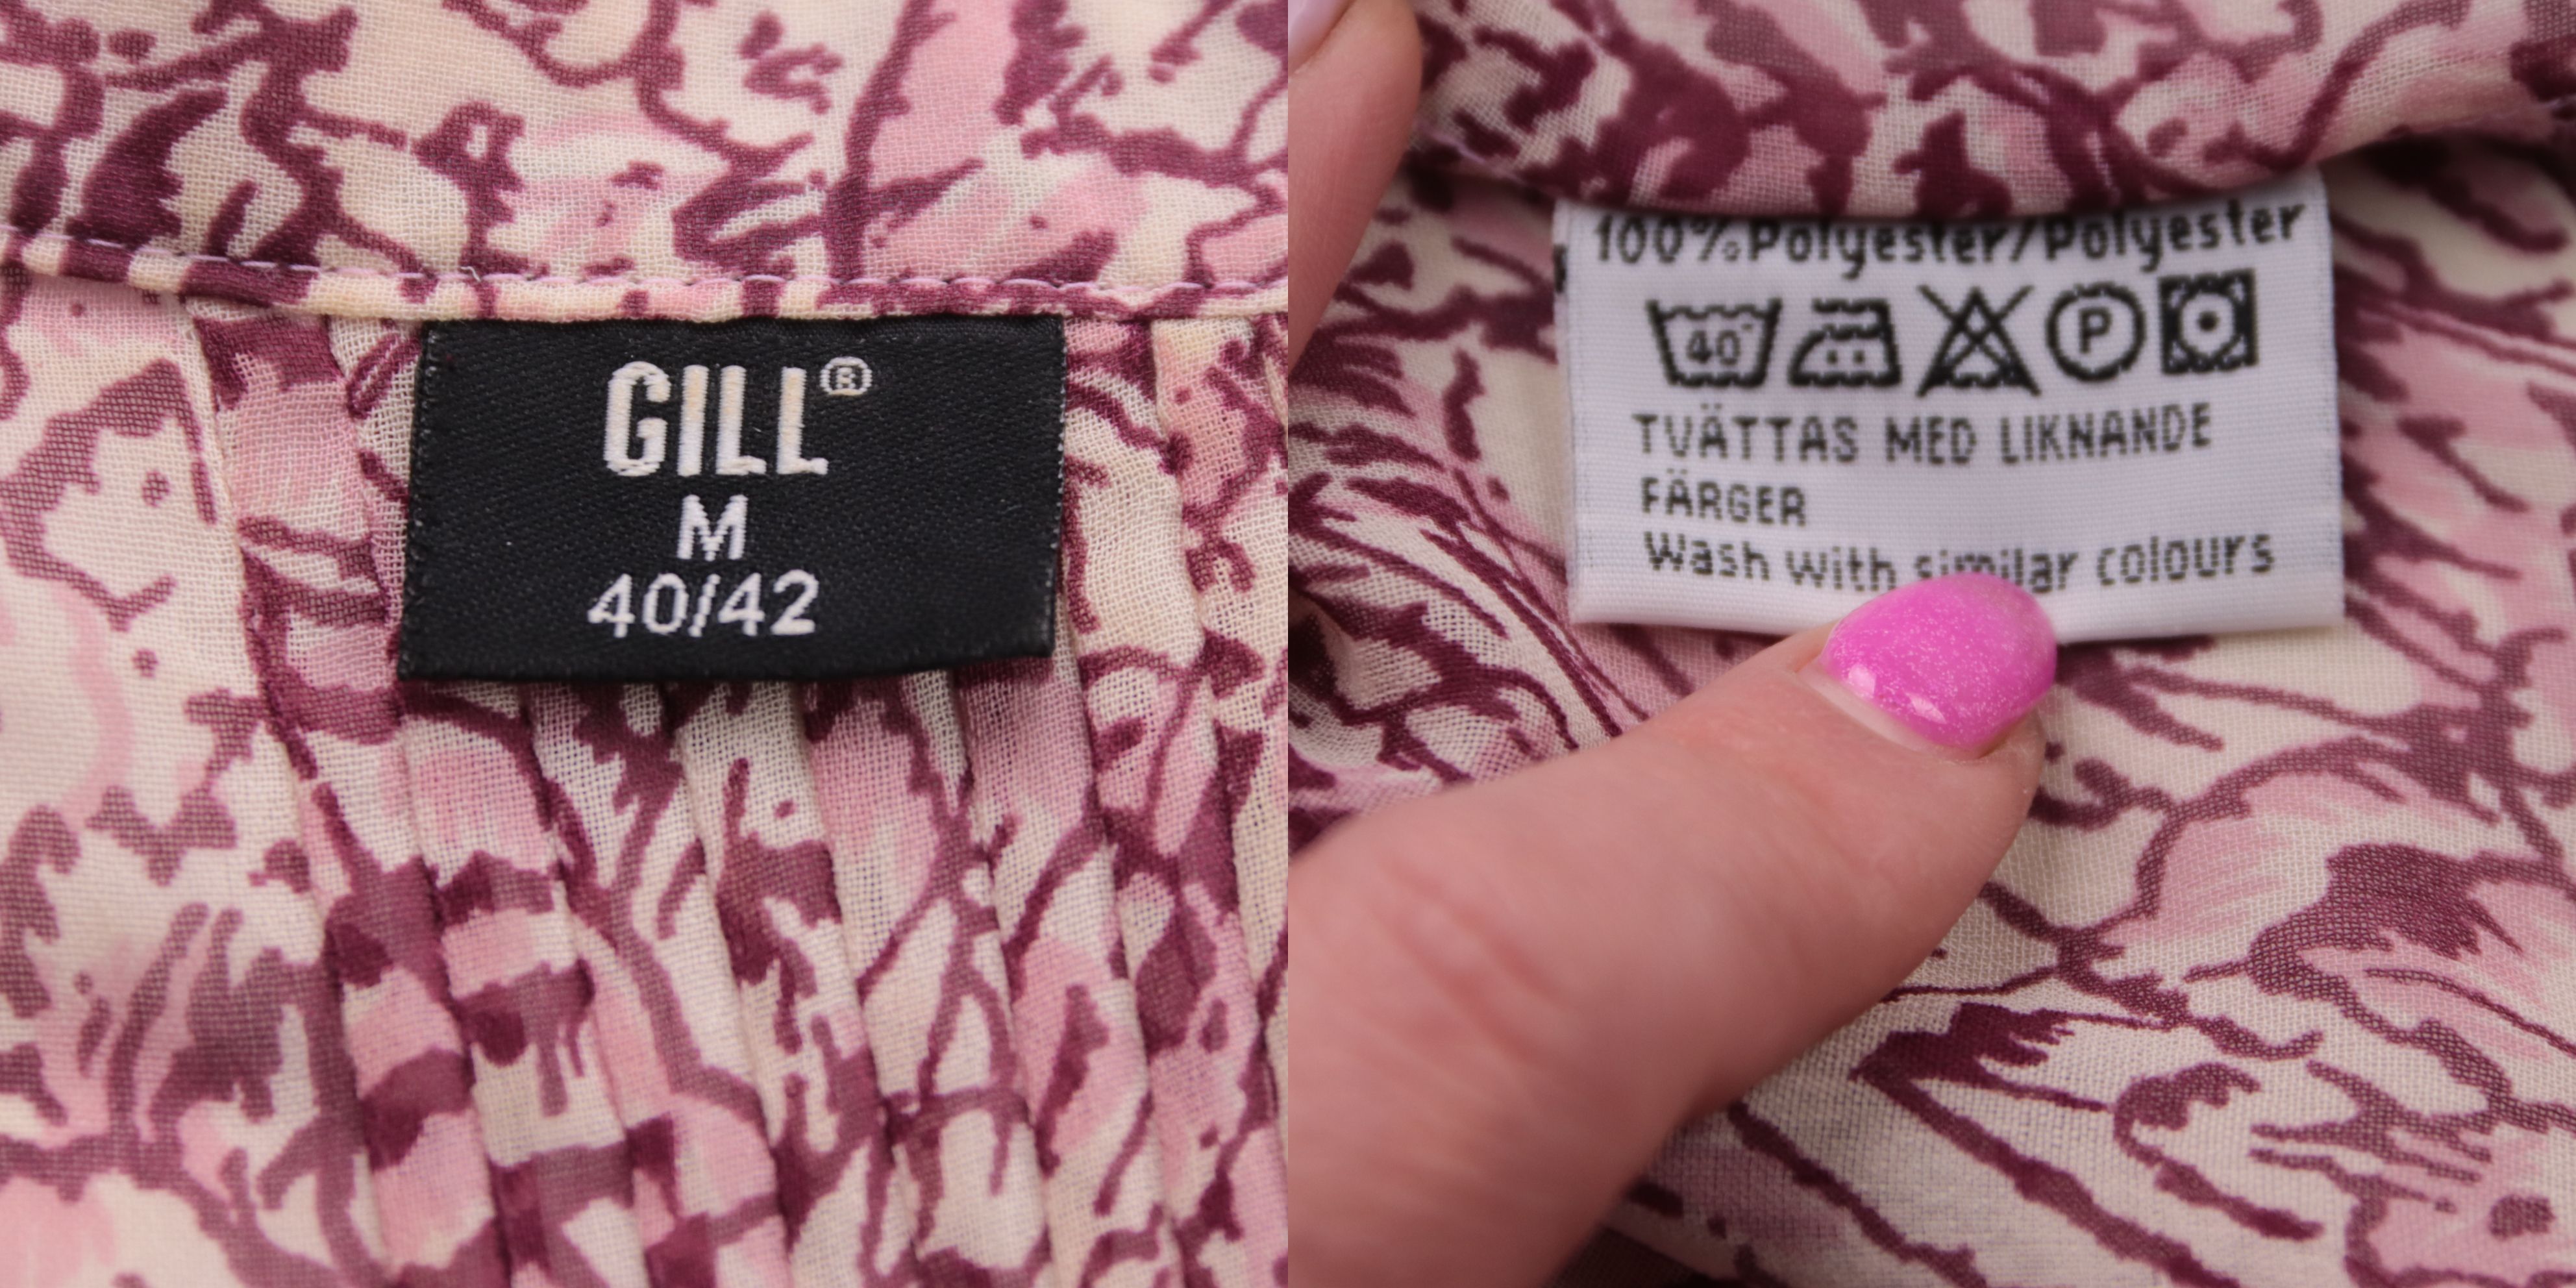 GILL®
M
40/42
100% Polyester/Polyester
40 P
TVÄTTAS MED LIKNANDE
FÄRGER
Wash with similar colours